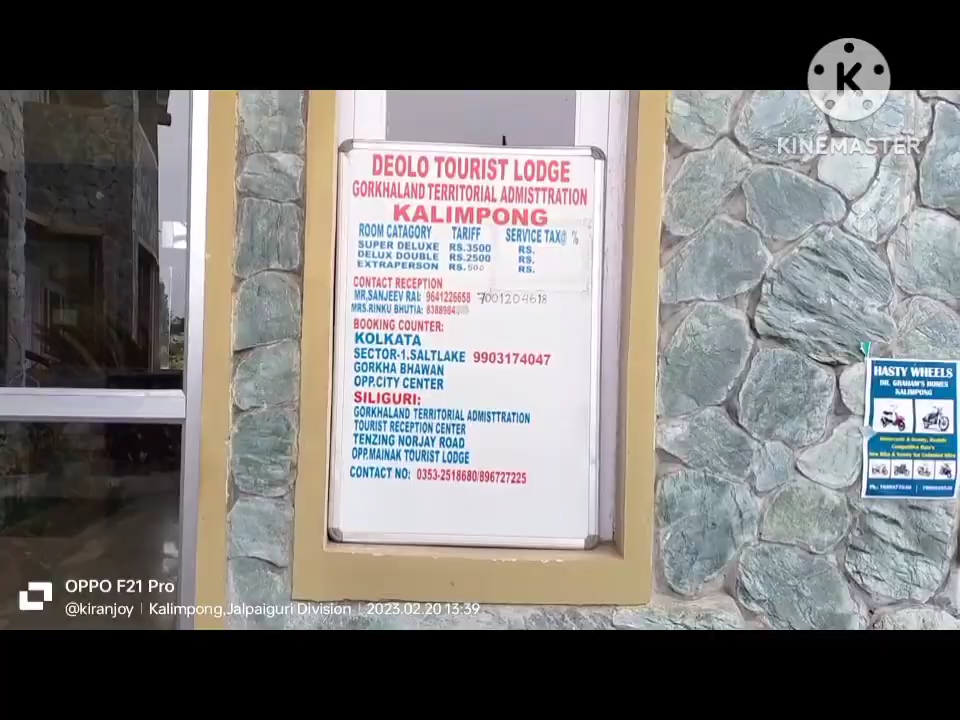 KINEMASTER
DEOLO TOURIST LODGE
GORKHALAND TERRITORIAL ADMISTTRATION
KALIMPONG
ROOM CATAGORY TARIFF SERVICE TAX@ %
SUPER DELUXE RS.3500 RS.
DELUX DOUBLE RS.2500 RS.
EXTRAPERSON RS.500 RS.
CONTACT RECEPTION
MR,SANJEEV RAI: 9641226658 7001204618
MRS.RINKU BHUTIA:
BOOKING COUNTER:
KOLKATA
SECTOR-1.SALTLAKE 9903174047
GORKHA BHAWAN
OPP.CITY CENTER
SILIGURI:
GORKHALAND TERRITORIAL ADMISTTRATION
TOURIST RECEPTION CENTER
TENZING NORJAY ROAD
OPP.MAINAK TOURIST LODGE
CONTACT NO: 0353-2518680/896727225
HASTY WHEELS
DR. GRAHAM'S HOMES
KALIMPONG
OPPO F21 Pro
@kiranjoy | Kalimpong,Jalpaiguri Division | 2023.02.20 13:39